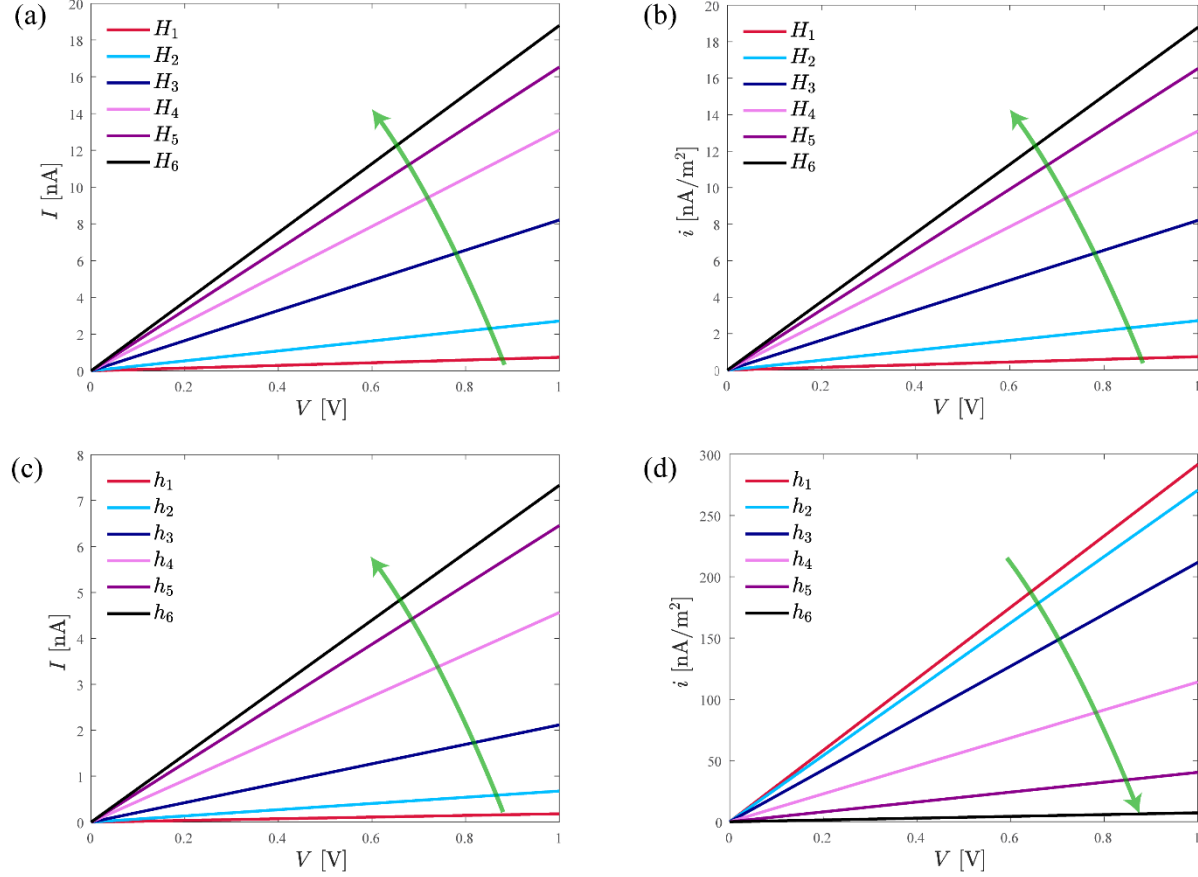 (a)
I [nA]
20
18
16
14
12
10
8
6
4
2
0
H₁
H₂
H₃
H₄
H₅
H₆
0 0.2 0.4 0.6 0.8 1
V [V]
(b)
i [nA/m²]
20
18
16
14
12
10
8
6
4
2
0
H₁
H₂
H₃
H₄
H₅
H₆
0 0.2 0.4 0.6 0.8 1
V [V]
(c)
I [nA]
8
7
6
5
4
3
2
1
0
h₁
h₂
h₃
h₄
h₅
h₆
0 0.2 0.4 0.6 0.8 1
V [V]
(d)
i [nA/m²]
300
250
200
150
100
50
0
h₁
h₂
h₃
h₄
h₅
h₆
0 0.2 0.4 0.6 0.8 1
V [V]